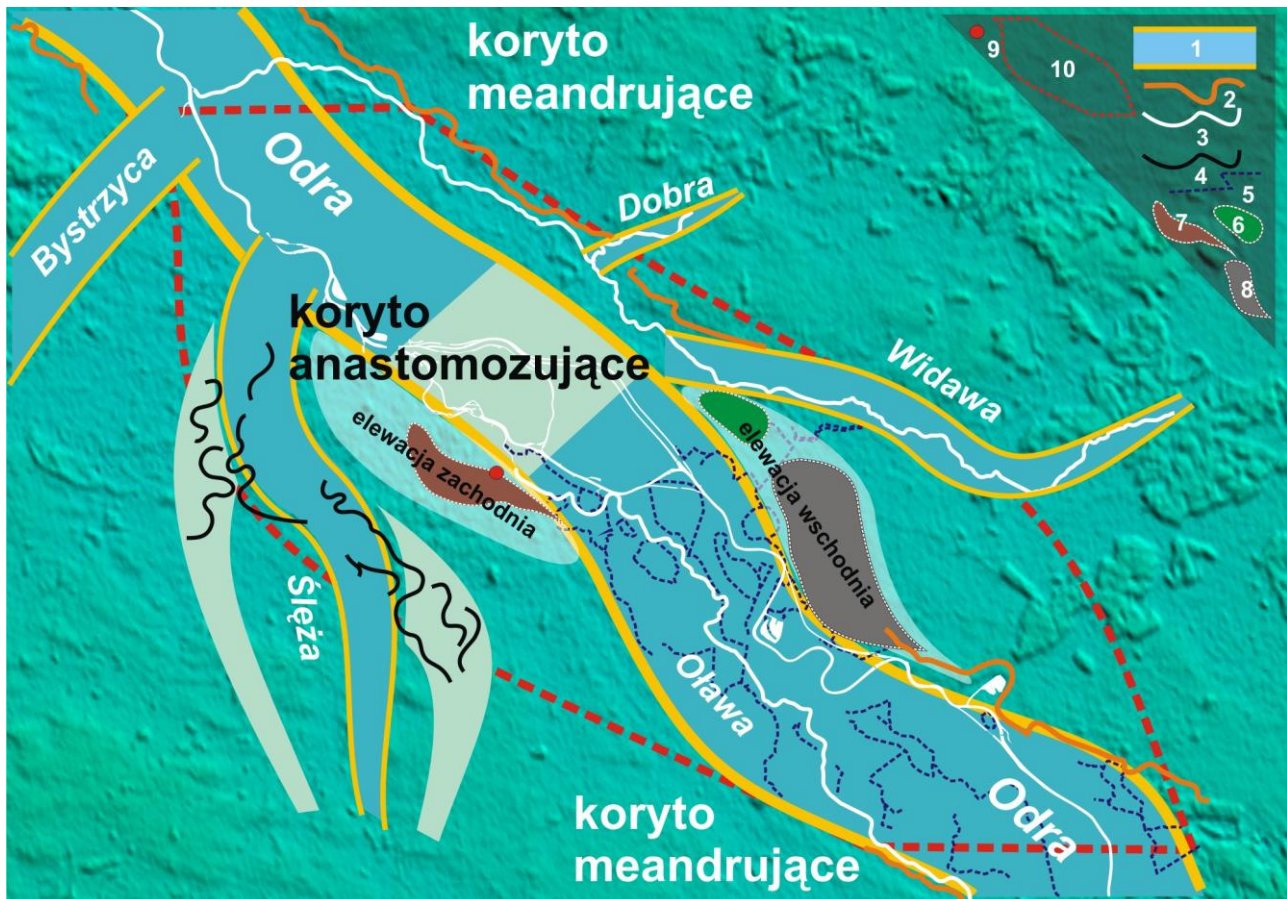 koryto
meandrujące
9
10
1
2
3
4
5
6
7
8
Odra
Bystrzyca
Dobra
koryto
anastomozujące
Widawa
elewacja zachodnia
elewacja wschodnia
Ślęża
Oława
Odra
koryto
meandrujące